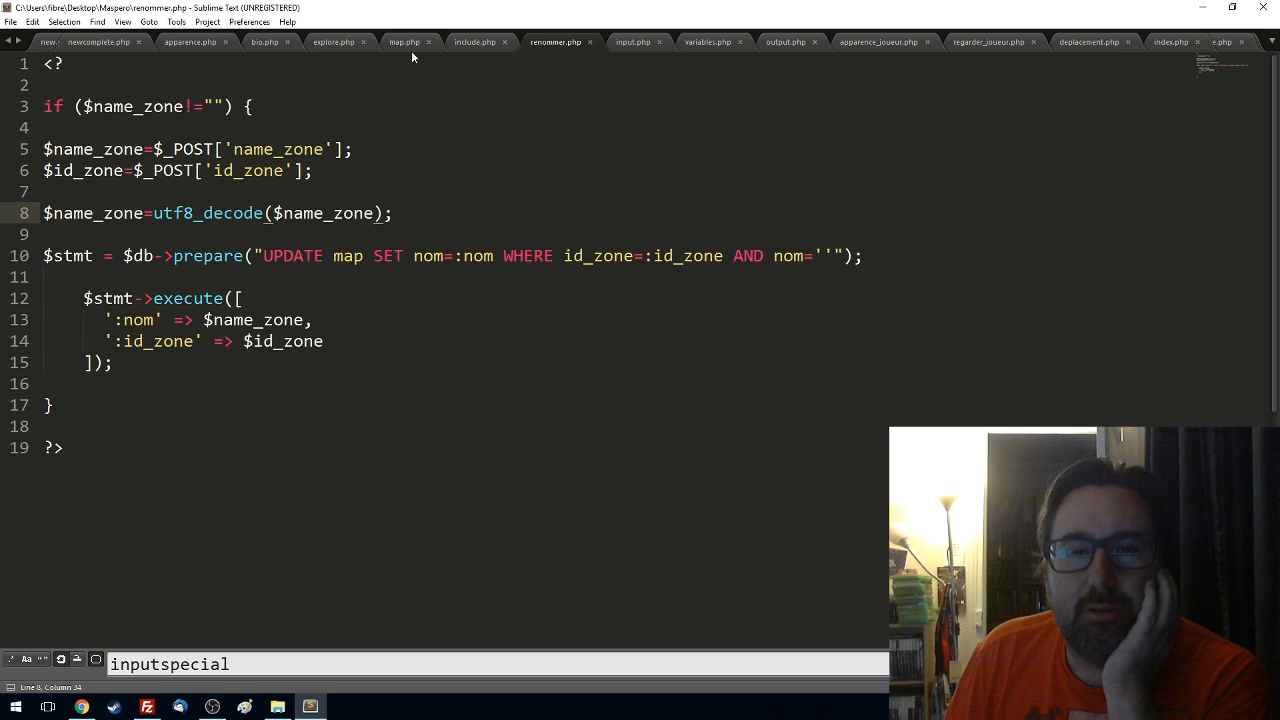 C:\Users\fibre\Desktop\Maspero\renommer.php - Sublime Text (UNREGISTERED)
File Edit Selection Find View Goto Tools Project Preferences Help
new. newcomplete.php apparence.php bio.php explore.php map.php include.php renommer.php input.php variables.php output.php apparence_joueur.php regarder_joueur.php deplacement.php index.php e.php
1 <?
2
3 if ($name_zone!="") {
4
5 $name_zone=$_POST['name_zone'];
6 $id_zone=$_POST['id_zone'];
7
8 $name_zone=utf8_decode($name_zone);
9
10 $stmt = $db->prepare("UPDATE map SET nom=:nom WHERE id_zone=:id_zone AND nom=''");
11
12 $stmt->execute([
13 ':nom' => $name_zone,
14 ':id_zone' => $id_zone
15 ]);
16
17 }
18
19 ?>
.* Aa “” inputspecial
Line 8, Column 34